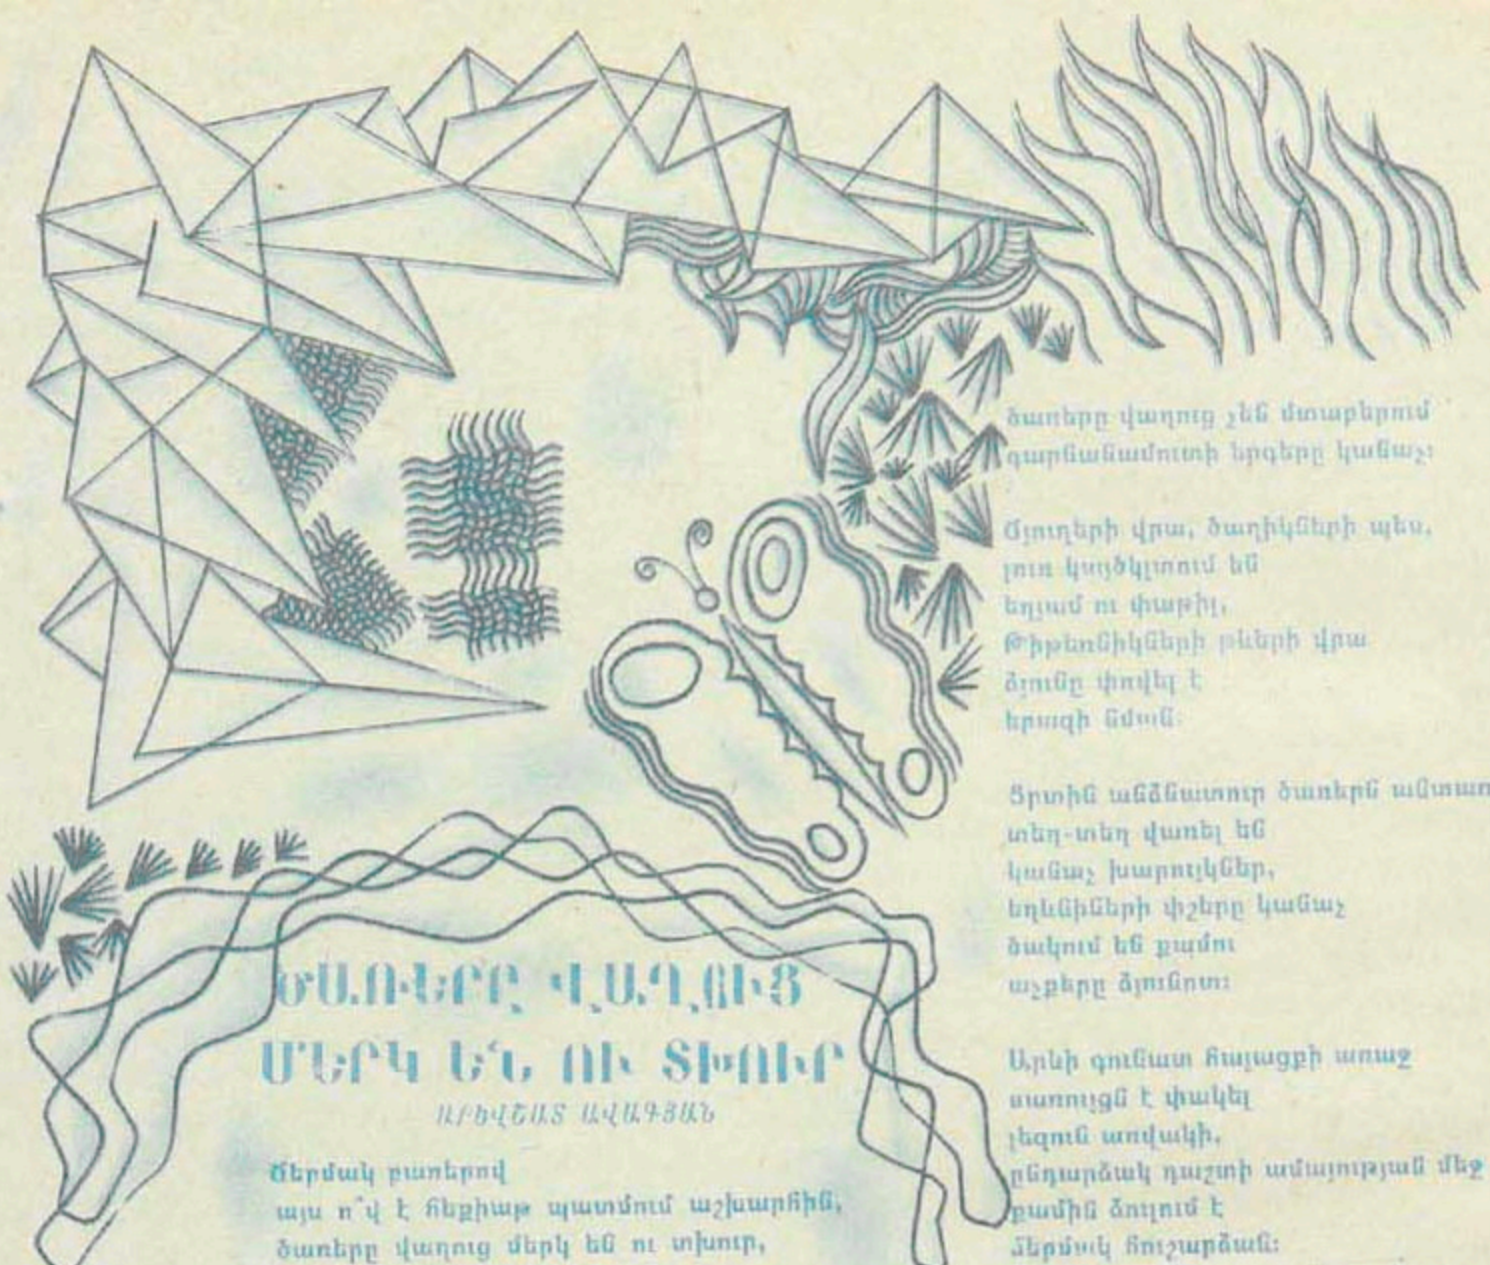 ԾԱՌԵՐԸ ՎԱՂՈՒՑ
ՄԵՐԿ ԵՆ ՈՒ ՏԽՈՒՐ
ԱՐԵՎՇԱՏ ԱՎԱԳՅԱՆ
Ճերմակ բառերով
այս ո՞վ է հեքիաթ պատմում աշխարհին,
ծառերը վաղուց մերկ են ու տխուր,
ծառերը վաղուց չեն մտաբերում
գարնանամուտի երգերը կանաչ:
Ճյուղերի վրա, ծաղիկների պես,
լուռ կայծկլտում են
եղյամ ու փաթիլ,
Թիթեռնիկների թևերի վրա
ձյունը փռվել է
երազի նման:
Ցրտին անձնատուր ծառերն անտառ
տեղ-տեղ վառել են
կանաչ խարույկներ,
եղևնիների փշերը կանաչ
ծակում են քամու
աչքերը ձյունոտ:
Արևի գունատ հայացքի առաջ
սառույցն է փակել
լեզուն առվակի,
ընդարձակ դաշտի ամայության մեջ
քամին ձուլում է
ճերմակ հուշարձան: